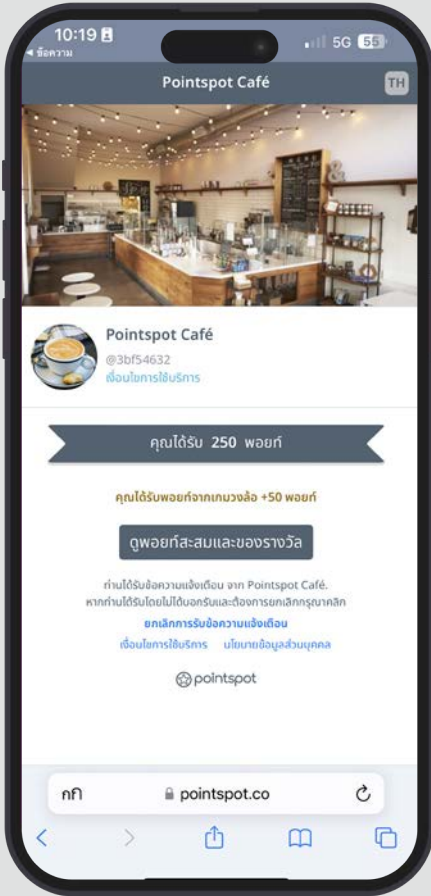 10:19
5G 55
ข้อความ
Pointspot Café
TH
Pointspot Café
@3bf54632
เงื่อนไขการใช้บริการ
คุณได้รับ 250 พอยท์
คุณได้รับพอยท์จากเกมวงล้อ +50 พอยท์
ดูพอยท์สะสมและของรางวัล
ท่านได้รับข้อความแจ้งเตือน จาก Pointspot Café.
หากท่านได้รับโดยไม่ได้บอกรับและต้องการยกเลิกกรุณาคลิก
ยกเลิกการรับข้อความแจ้งเตือน
เงื่อนไขการใช้บริการ นโยบายข้อมูลส่วนบุคคล
pointspot
กก pointspot.co